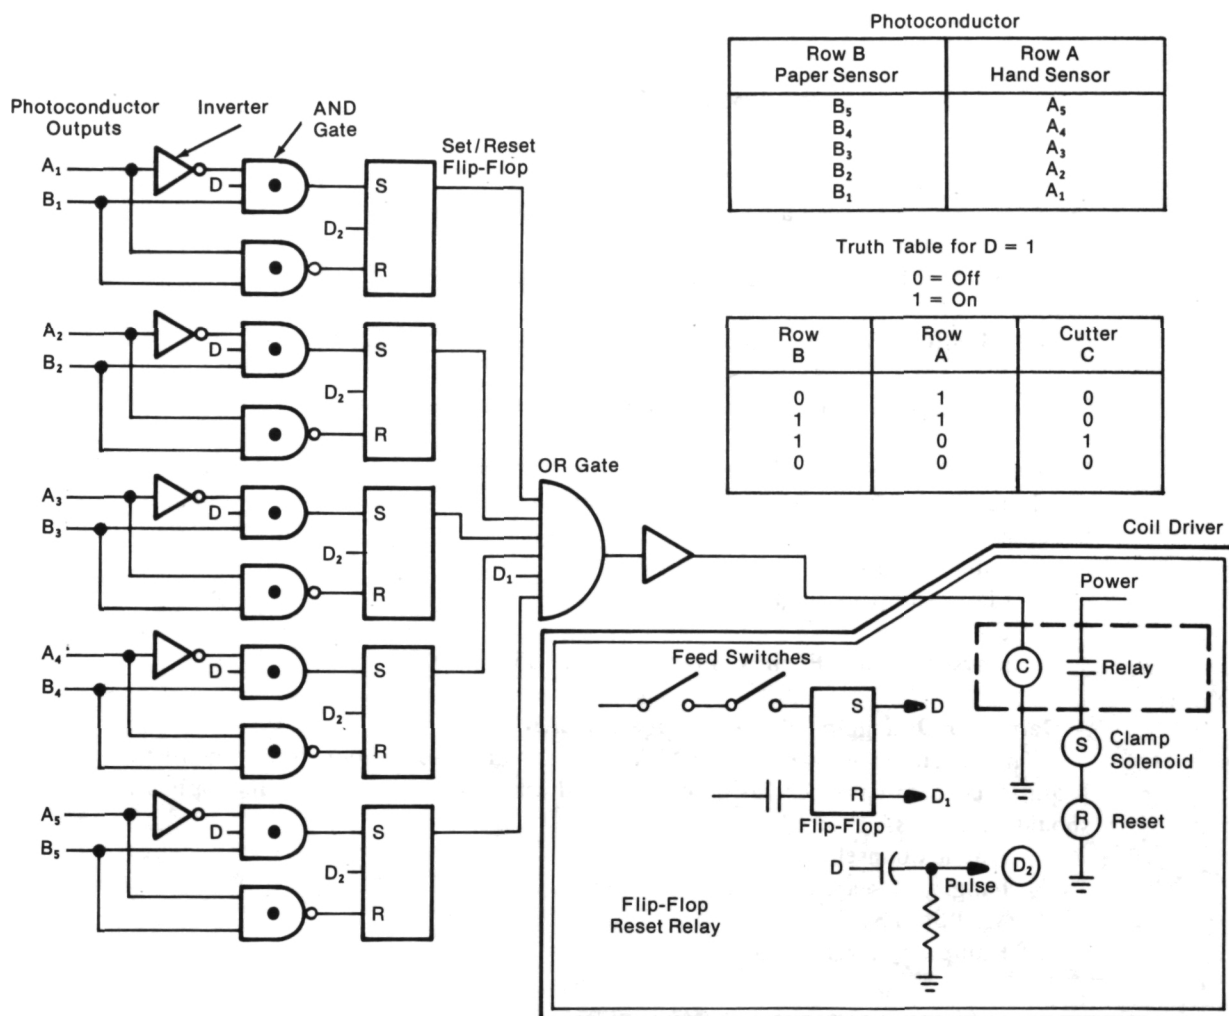 Photoconductor
Row B Row A
Paper Sensor Hand Sensor
B₅ A₅
B₄ A₄
B₃ A₃
B₂ A₂
B₁ A₁
Photoconductor
Outputs
Inverter
AND
Gate
Set/Reset
Flip-Flop
A₁
B₁
D
S
D₂
R
A₂
B₂
D
S
D₂
R
A₃
B₃
D
S
D₂
R
A₄
B₄
D
S
D₂
R
A₅
B₅
D
S
D₂
R
OR Gate
D₁
Truth Table for D = 1
0 = Off
1 = On
Row Row Cutter
B A C
0 1 0
1 1 0
1 0 1
0 0 0
Coil Driver
Power
C
Relay
S
Clamp
Solenoid
R
Reset
Feed Switches
S
D
R
D₁
Flip-Flop
D
Pulse
D₂
Flip-Flop
Reset Relay